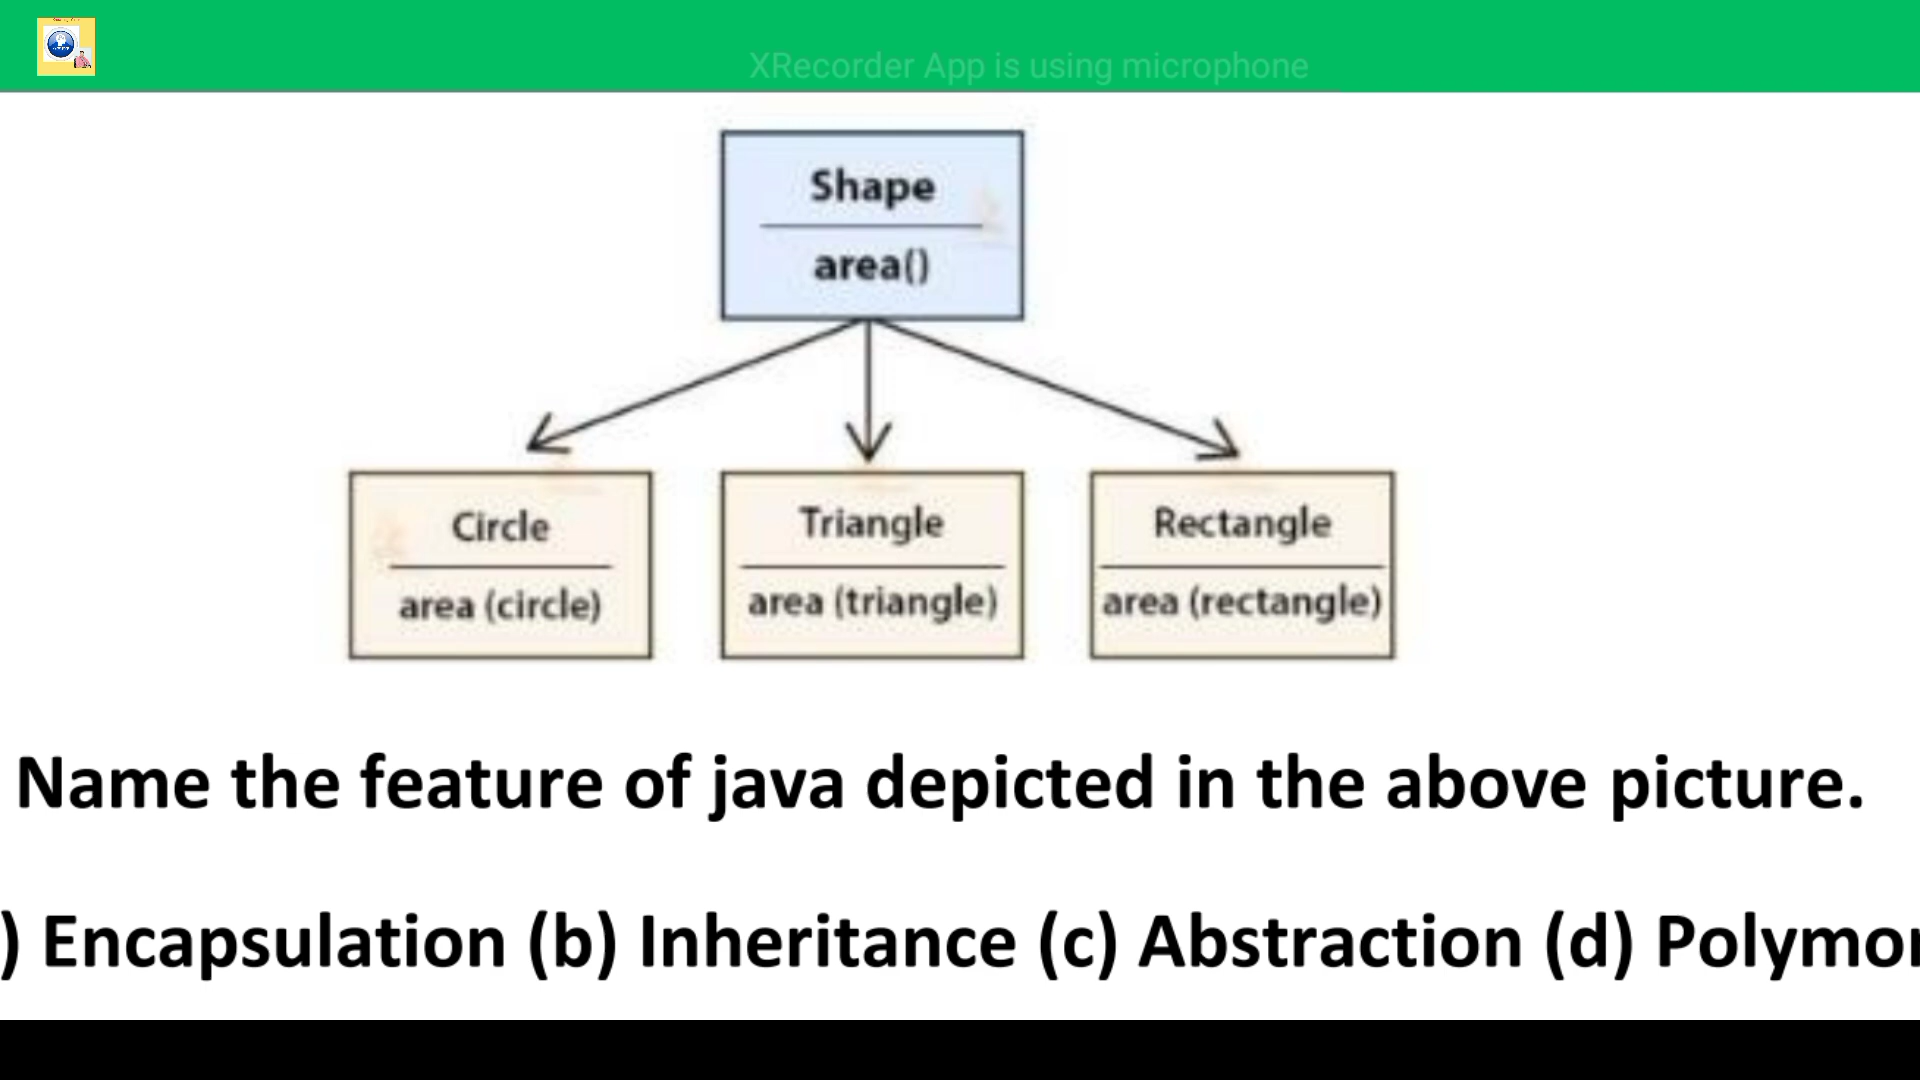 XRecorder App is using microphone
Shape
area()
Circle
area (circle)
Triangle
area (triangle)
Rectangle
area (rectangle)
Name the feature of java depicted in the above picture.
) Encapsulation (b) Inheritance (c) Abstraction (d) Polymor